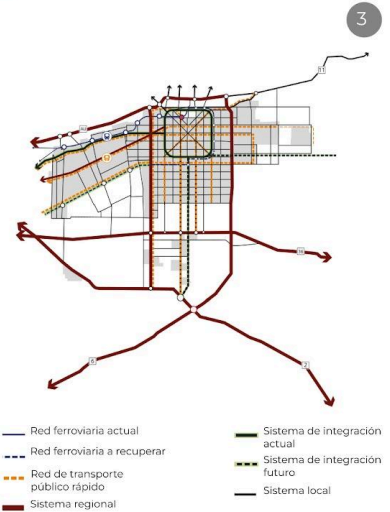 3
11
Red ferroviaria actual
Red ferroviaria a recuperar
Red de transporte
público rápido
Sistema regional
Sistema de integración
actual
Sistema de integración
futuro
Sistema local